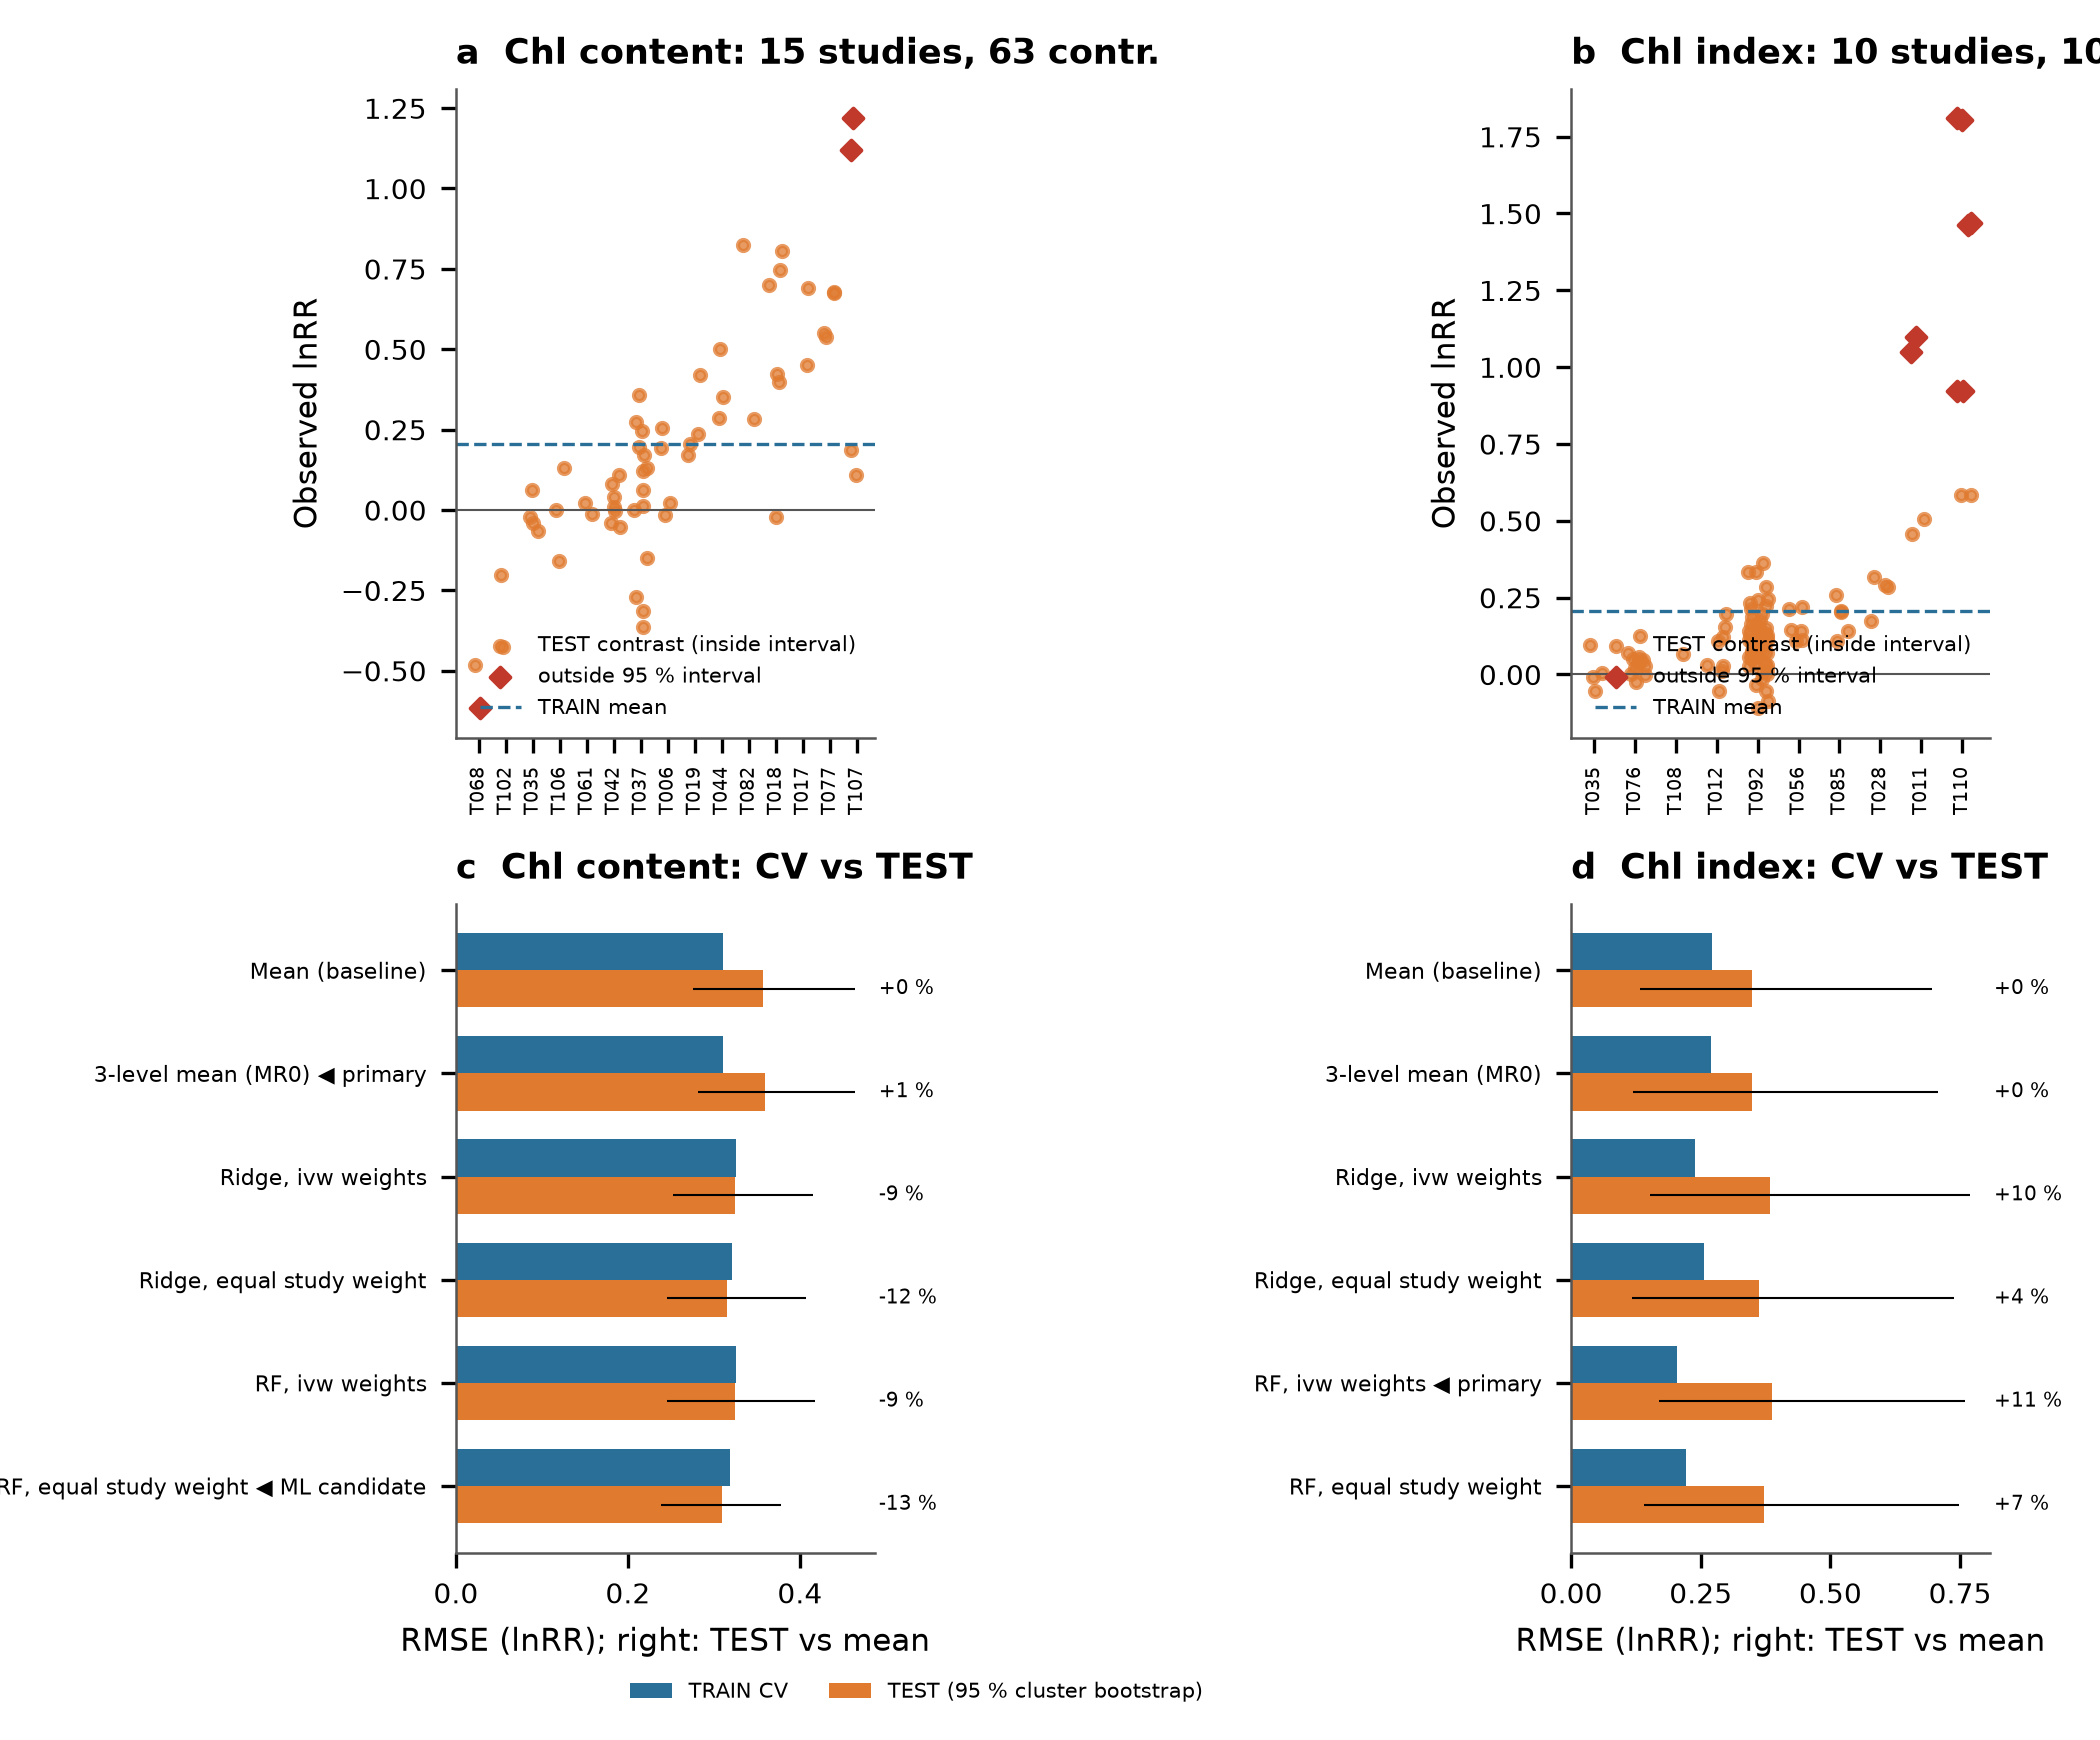 a Chl content: 15 studies, 63 contr.
1.25
1.00
0.75
0.50
0.25
0.00
−0.25
−0.50
Observed lnRR
TEST contrast (inside interval)
outside 95 % interval
TRAIN mean
T068 T102 T035 T106 T061 T042 T037 T006 T019 T044 T082 T018 T017 T077 T107
b Chl index: 10 studies, 10
1.75
1.50
1.25
1.00
0.75
0.50
0.25
0.00
Observed lnRR
TEST contrast (inside interval)
outside 95 % interval
TRAIN mean
T035 T076 T108 T012 T092 T056 T085 T028 T011 T110
c Chl content: CV vs TEST
Mean (baseline) +0 %
3-level mean (MR0) ◀ primary +1 %
Ridge, ivw weights -9 %
Ridge, equal study weight -12 %
RF, ivw weights -9 %
RF, equal study weight ◀ ML candidate -13 %
0.0 0.2 0.4
RMSE (lnRR); right: TEST vs mean
d Chl index: CV vs TEST
Mean (baseline) +0 %
3-level mean (MR0) +0 %
Ridge, ivw weights +10 %
Ridge, equal study weight +4 %
RF, ivw weights ◀ primary +11 %
RF, equal study weight +7 %
0.00 0.25 0.50 0.75
RMSE (lnRR); right: TEST vs mean
TRAIN CV TEST (95 % cluster bootstrap)